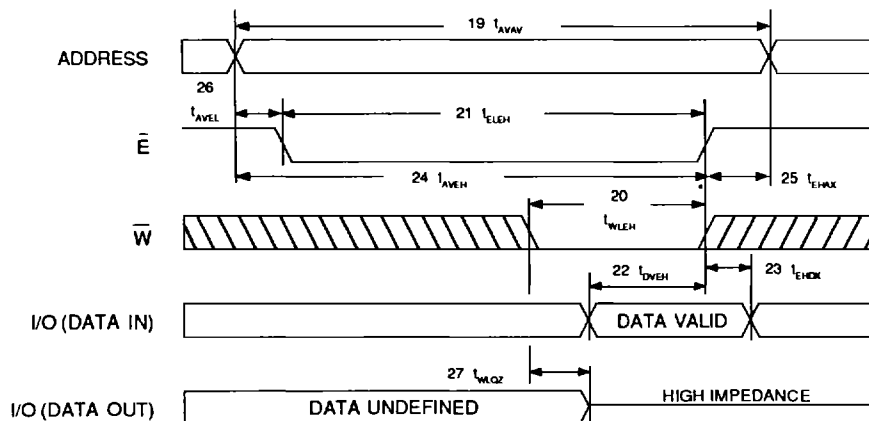 19 tAVAV
ADDRESS
26
tAVEL
21 tELEH
E̅
24 tAVEH
25 tEHAX
20
tWLEH
W̅
22 tDVEH
23 tEHDX
I/O (DATA IN)
DATA VALID
27 tWLQZ
I/O (DATA OUT)
DATA UNDEFINED
HIGH IMPEDANCE